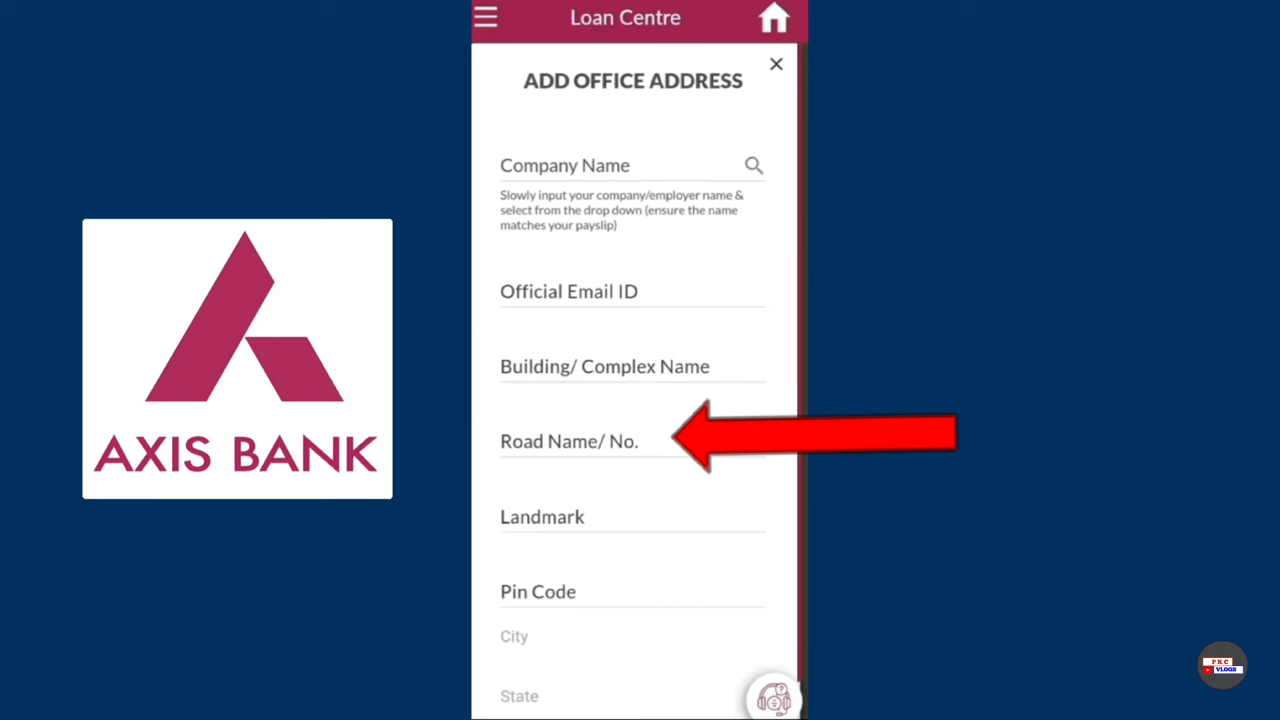 Loan Centre
ADD OFFICE ADDRESS
Company Name
Slowly input your company/employer name &
select from the drop down (ensure the name
matches your payslip)
Official Email ID
Building/ Complex Name
Road Name/ No.
Landmark
Pin Code
City
State
AXIS BANK
PKC
VLOGS